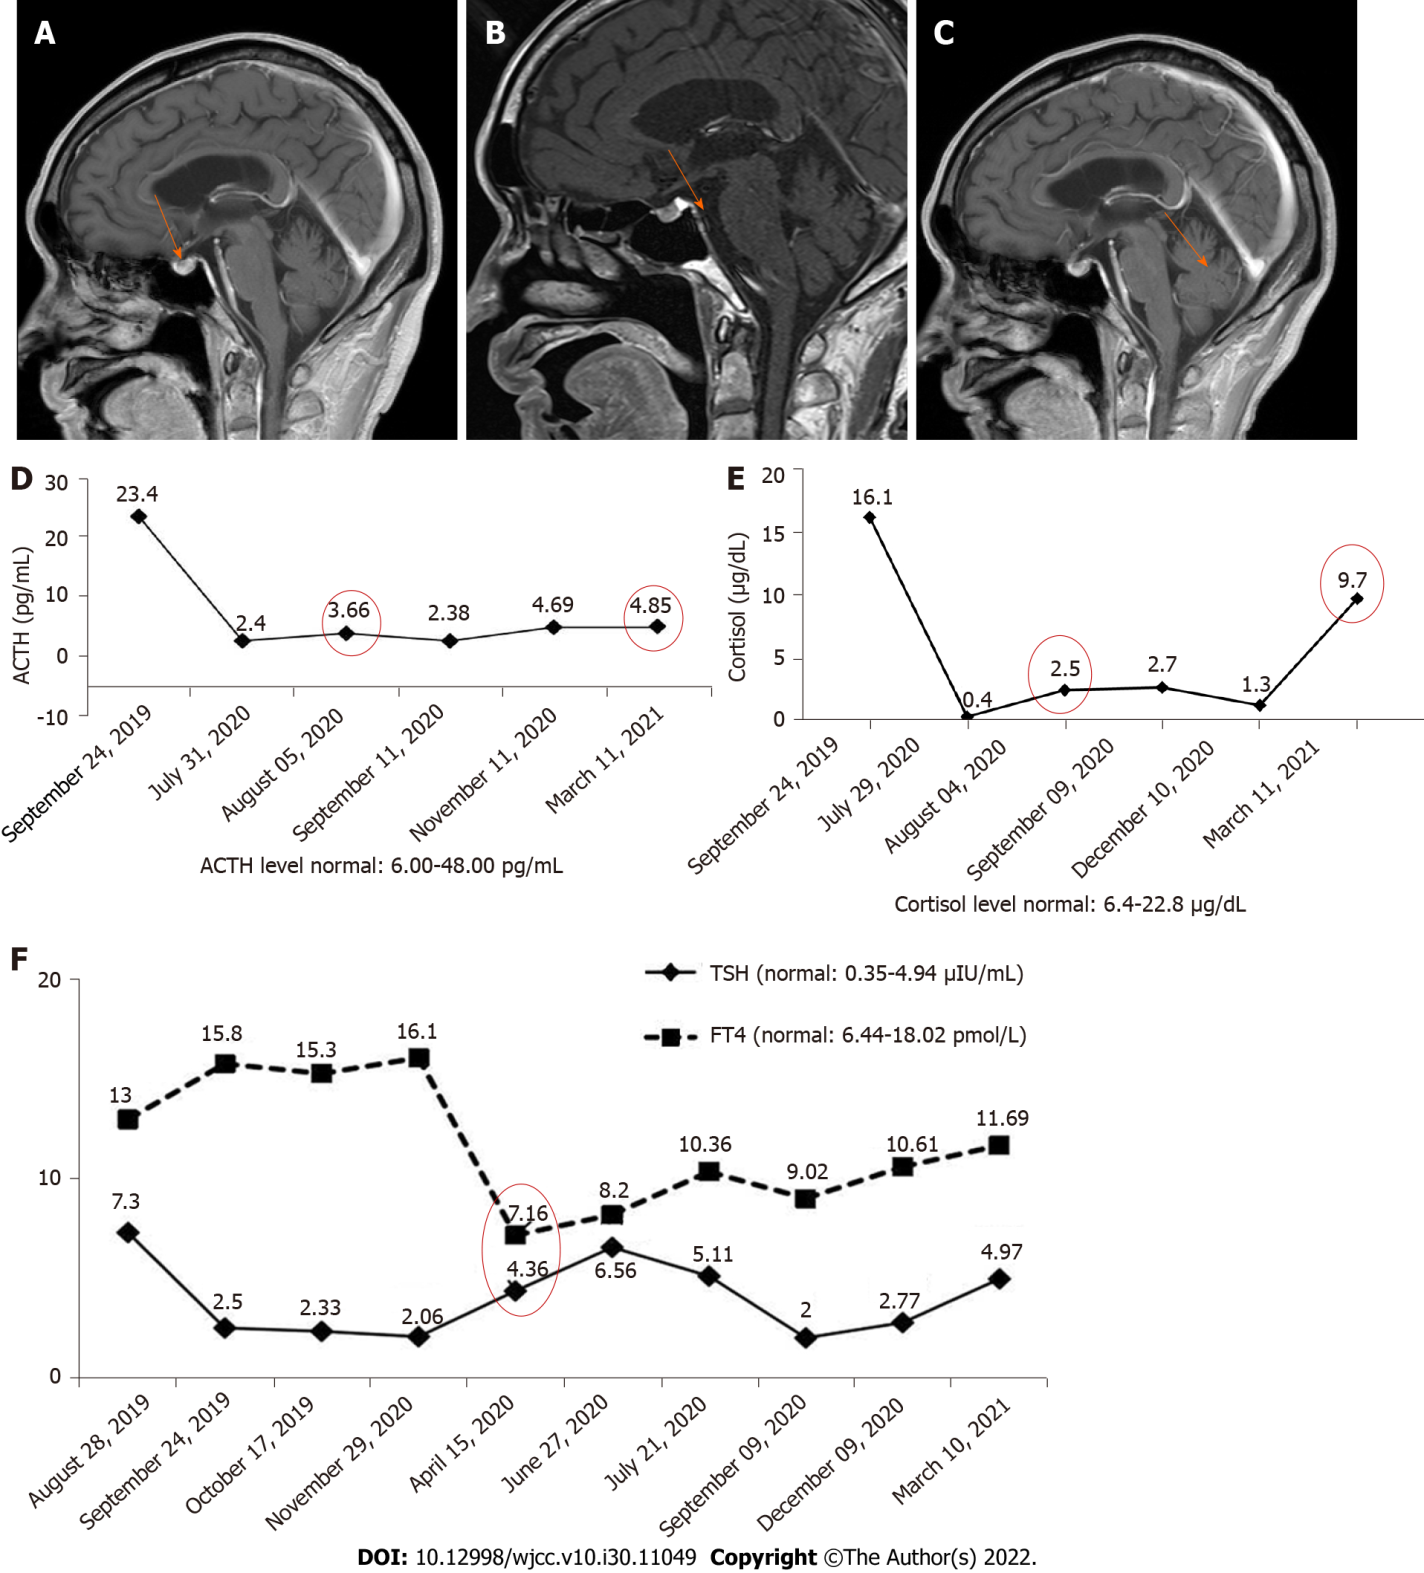 A
B
C
D
30
20
10
0
-10
ACTH (pg/mL)
23.4
2.4
3.66
2.38
4.69
4.85
September 24, 2019
July 31, 2020
August 05, 2020
September 11, 2020
November 11, 2020
March 11, 2021
ACTH level normal: 6.00-48.00 pg/mL
E
20
15
10
5
0
Cortisol (µg/dL)
16.1
0.4
2.5
2.7
1.3
9.7
September 24, 2019
July 29, 2020
August 04, 2020
September 09, 2020
December 10, 2020
March 11, 2021
Cortisol level normal: 6.4-22.8 µg/dL
F
20
10
0
TSH (normal: 0.35-4.94 µIU/mL)
FT4 (normal: 6.44-18.02 pmol/L)
13
15.8
15.3
16.1
7.16
8.2
10.36
9.02
10.61
11.69
7.3
2.5
2.33
2.06
4.36
6.56
5.11
2
2.77
4.97
August 28, 2019
September 24, 2019
October 17, 2019
November 29, 2020
April 15, 2020
June 27, 2020
July 21, 2020
September 09, 2020
December 09, 2020
March 10, 2021
DOI: 10.12998/wjcc.v10.i30.11049 Copyright ©The Author(s) 2022.